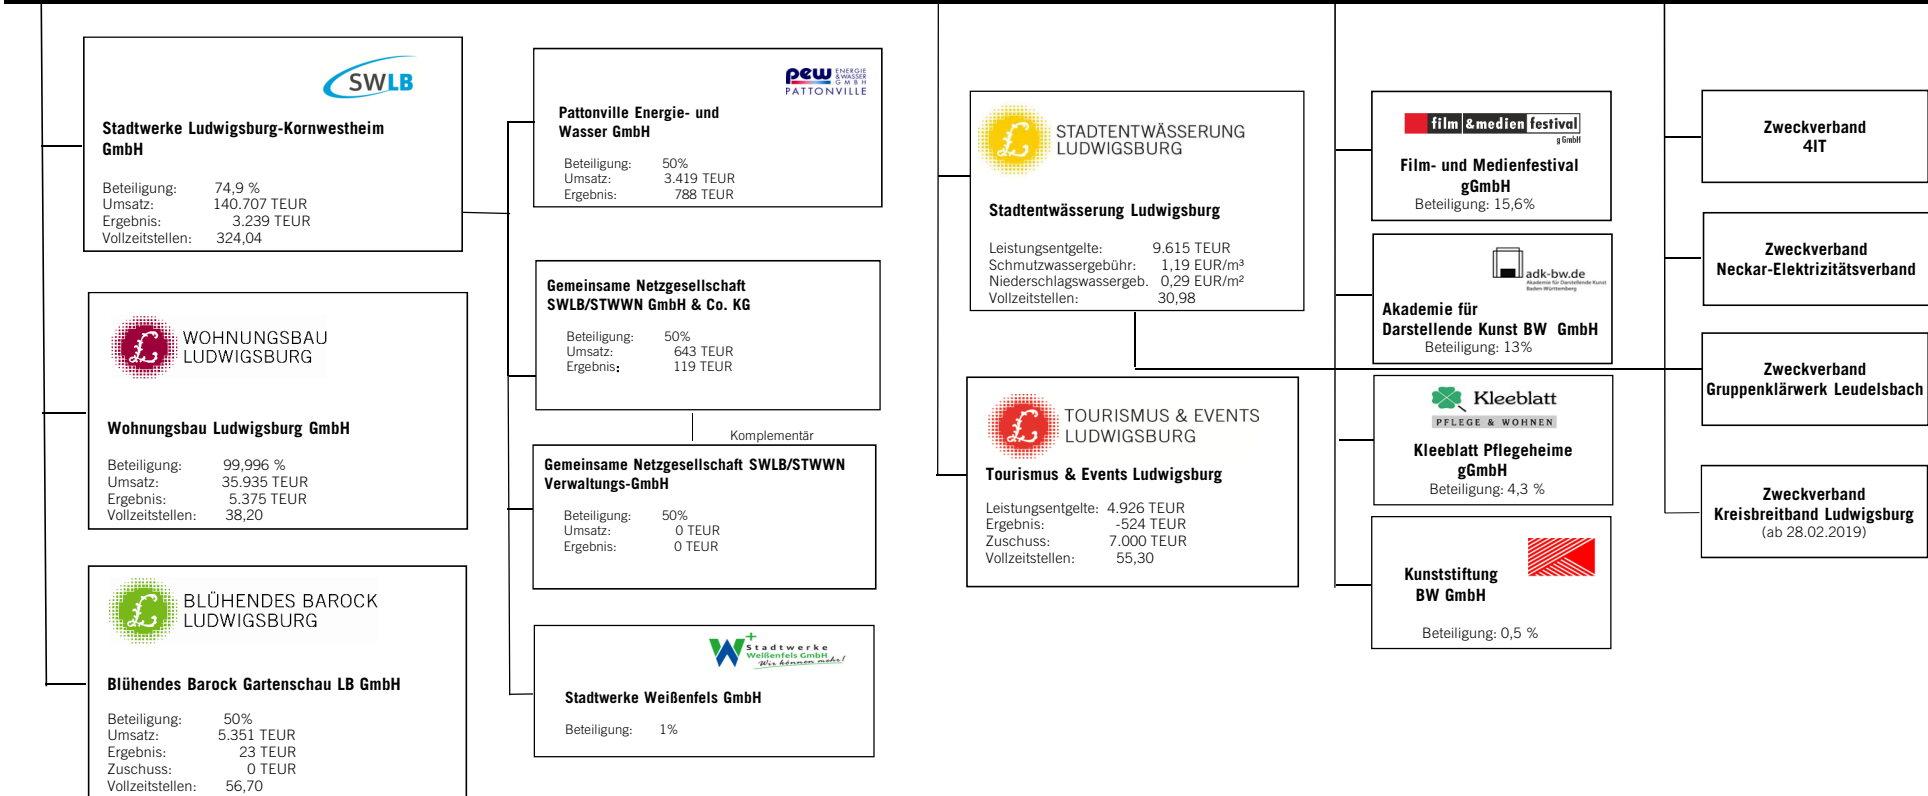 SWLB
Stadtwerke Ludwigsburg-Kornwestheim
GmbH
Beteiligung: 74,9 %
Umsatz: 140.707 TEUR
Ergebnis: 3.239 TEUR
Vollzeitstellen: 324,04
WOHNUNGSBAU
LUDWIGSBURG
Wohnungsbau Ludwigsburg GmbH
Beteiligung: 99,996 %
Umsatz: 35.935 TEUR
Ergebnis: 5.375 TEUR
Vollzeitstellen: 38,20
BLÜHENDES BAROCK
LUDWIGSBURG
Blühendes Barock Gartenschau LB GmbH
Beteiligung: 50%
Umsatz: 5.351 TEUR
Ergebnis: 23 TEUR
Zuschuss: 0 TEUR
Vollzeitstellen: 56,70
pew ENERGIE
&WASSER
GMBH
PATTONVILLE
Pattonville Energie- und
Wasser GmbH
Beteiligung: 50%
Umsatz: 3.419 TEUR
Ergebnis: 788 TEUR
Gemeinsame Netzgesellschaft
SWLB/STWWN GmbH & Co. KG
Beteiligung: 50%
Umsatz: 643 TEUR
Ergebnis: 119 TEUR
Komplementär
Gemeinsame Netzgesellschaft SWLB/STWWN
Verwaltungs-GmbH
Beteiligung: 50%
Umsatz: 0 TEUR
Ergebnis: 0 TEUR
W+ Stadtwerke
Weißenfels GmbH
Wir können mehr!
Stadtwerke Weißenfels GmbH
Beteiligung: 1%
STADTENTWÄSSERUNG
LUDWIGSBURG
Stadtentwässerung Ludwigsburg
Leistungsentgelte: 9.615 TEUR
Schmutzwassergebühr: 1,19 EUR/m³
Niederschlagswassergeb. 0,29 EUR/m²
Vollzeitstellen: 30,98
TOURISMUS & EVENTS
LUDWIGSBURG
Tourismus & Events Ludwigsburg
Leistungsentgelte: 4.926 TEUR
Ergebnis: -524 TEUR
Zuschuss: 7.000 TEUR
Vollzeitstellen: 55,30
film &medien festival
gGmbH
Film- und Medienfestival
gGmbH
Beteiligung: 15,6%
adk-bw.de
Akademie für Darstellende Kunst
Baden-Württemberg
Akademie für
Darstellende Kunst BW GmbH
Beteiligung: 13%
Kleeblatt
PFLEGE & WOHNEN
Kleeblatt Pflegeheime
gGmbH
Beteiligung: 4,3 %
Kunststiftung
BW GmbH
Beteiligung: 0,5 %
Zweckverband
4IT
Zweckverband
Neckar-Elektrizitätsverband
Zweckverband
Gruppenklärwerk Leudelsbach
Zweckverband
Kreisbreitband Ludwigsburg
(ab 28.02.2019)